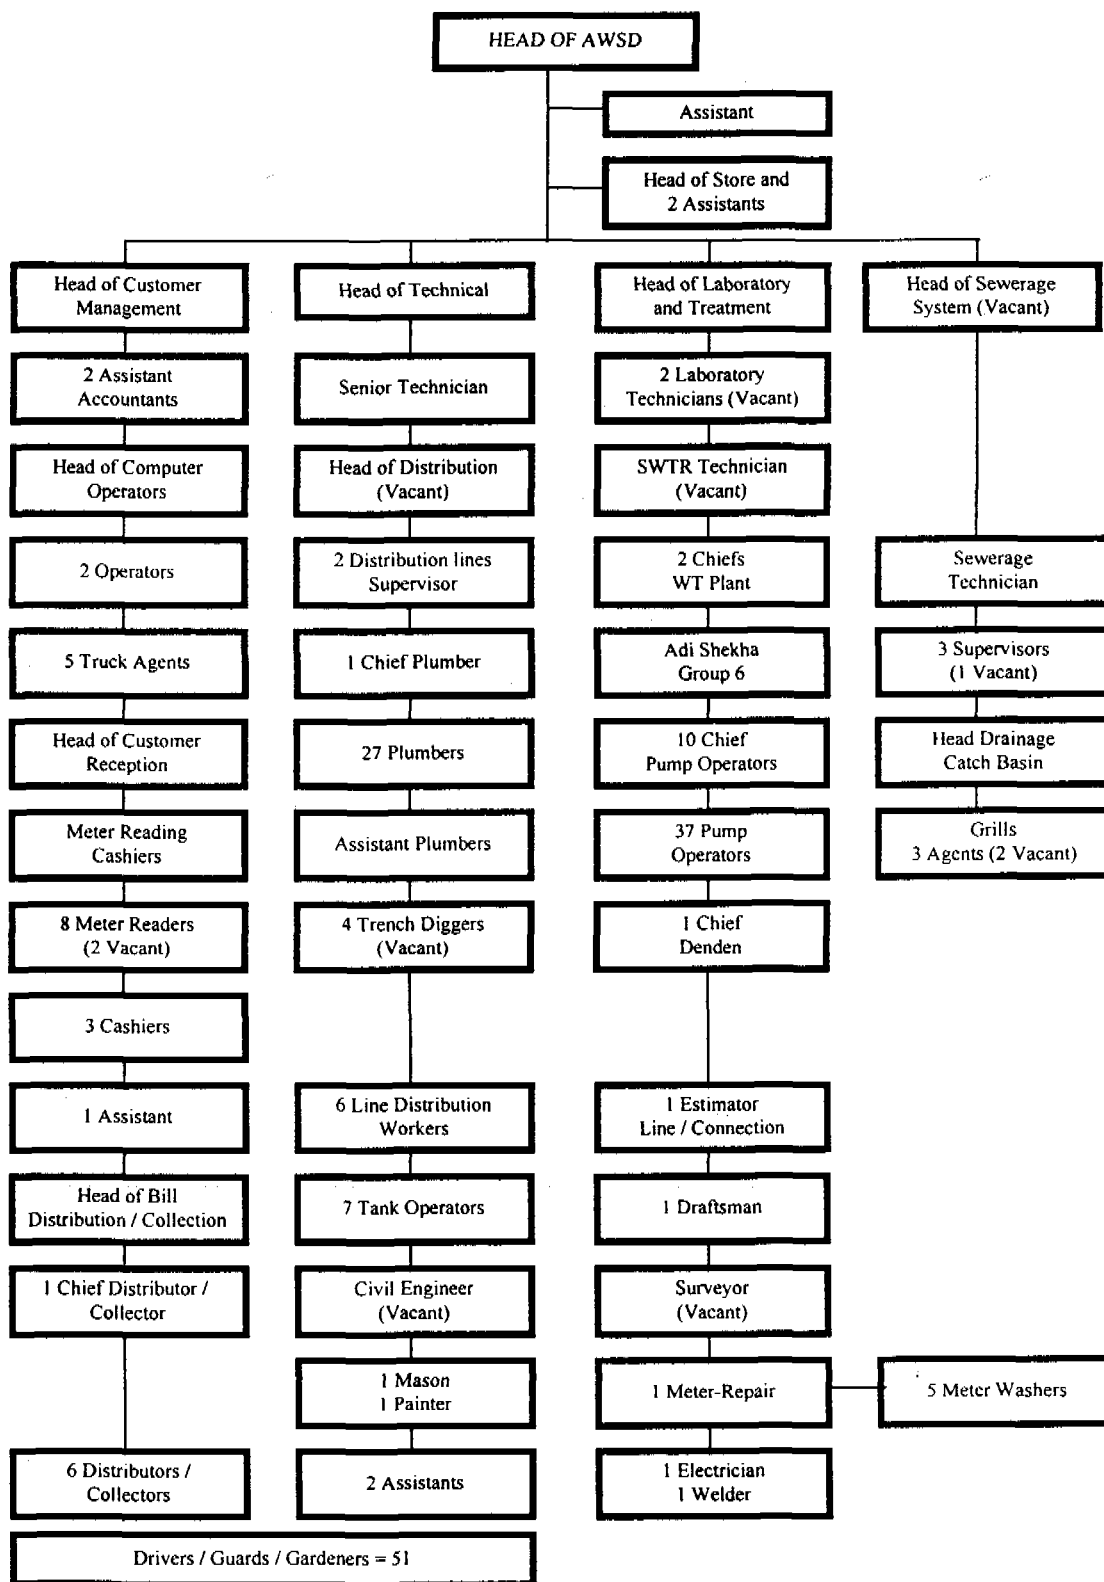 HEAD OF AWSD
Assistant
Head of Store and
2 Assistants
Head of Customer
Management
2 Assistant
Accountants
Head of Computer
Operators
2 Operators
5 Truck Agents
Head of Customer
Reception
Meter Reading
Cashiers
8 Meter Readers
(2 Vacant)
3 Cashiers
1 Assistant
Head of Bill
Distribution / Collection
1 Chief Distributor /
Collector
6 Distributors /
Collectors
Head of Technical
Senior Technician
Head of Distribution
(Vacant)
2 Distribution lines
Supervisor
1 Chief Plumber
27 Plumbers
Assistant Plumbers
4 Trench Diggers
(Vacant)
6 Line Distribution
Workers
7 Tank Operators
Civil Engineer
(Vacant)
1 Mason
1 Painter
2 Assistants
Head of Laboratory
and Treatment
2 Laboratory
Technicians (Vacant)
SWTR Technician
(Vacant)
2 Chiefs
WT Plant
Adi Shekha
Group 6
10 Chief
Pump Operators
37 Pump
Operators
1 Chief
Denden
1 Estimator
Line / Connection
1 Draftsman
Surveyor
(Vacant)
1 Meter-Repair
5 Meter Washers
1 Electrician
1 Welder
Head of Sewerage
System (Vacant)
Sewerage
Technician
3 Supervisors
(1 Vacant)
Head Drainage
Catch Basin
Grills
3 Agents (2 Vacant)
Drivers / Guards / Gardeners = 51